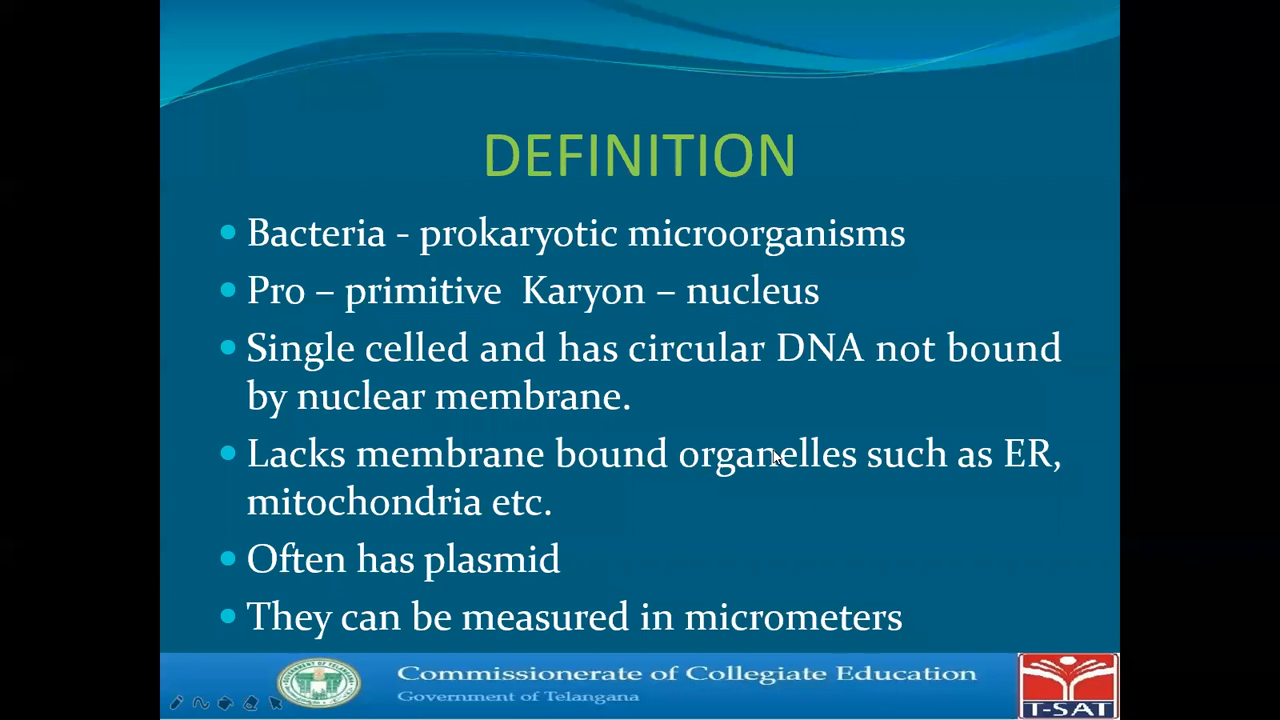 DEFINITION
Bacteria - prokaryotic microorganisms
Pro – primitive  Karyon – nucleus
Single celled and has circular DNA not bound
by nuclear membrane.
Lacks membrane bound organelles such as ER,
mitochondria etc.
Often has plasmid
They can be measured in micrometers
Commissionerate of Collegiate Education
Government of Telangana
T-SAT